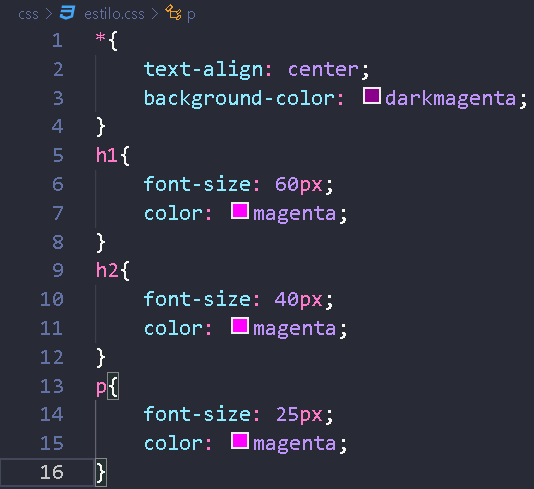 css > estilo.css > p
1 *{
2     text-align: center;
3     background-color: darkmagenta;
4 }
5 h1{
6     font-size: 60px;
7     color: magenta;
8 }
9 h2{
10     font-size: 40px;
11     color: magenta;
12 }
13 p{
14     font-size: 25px;
15     color: magenta;
16 }